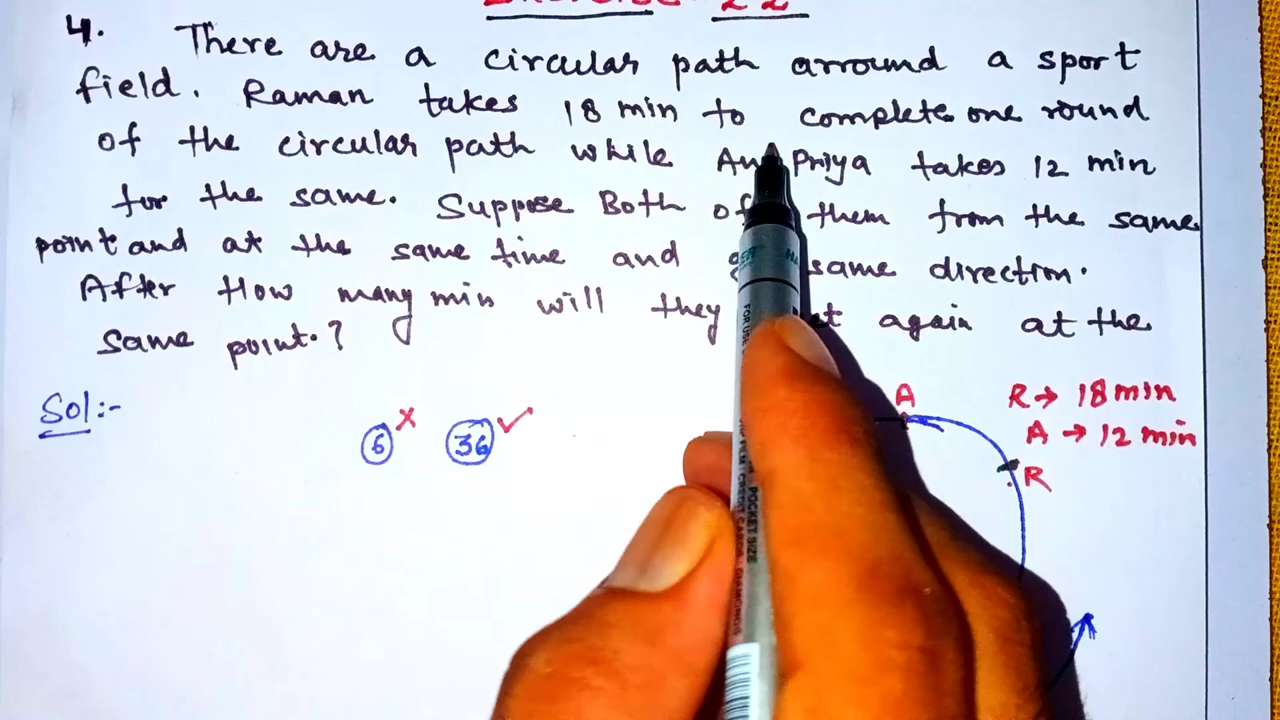 4. There are a circular path arround a sport
field. Raman takes 18 min to complete one round
of the circular path while An Priya takes 12 min
for the same. Suppose Both of them from the same
point and at the same time and same direction.
After How many min will they again at the
same point.?
Sol:-
6 × 36 ✓
A
R → 18 min
A → 12 min
R